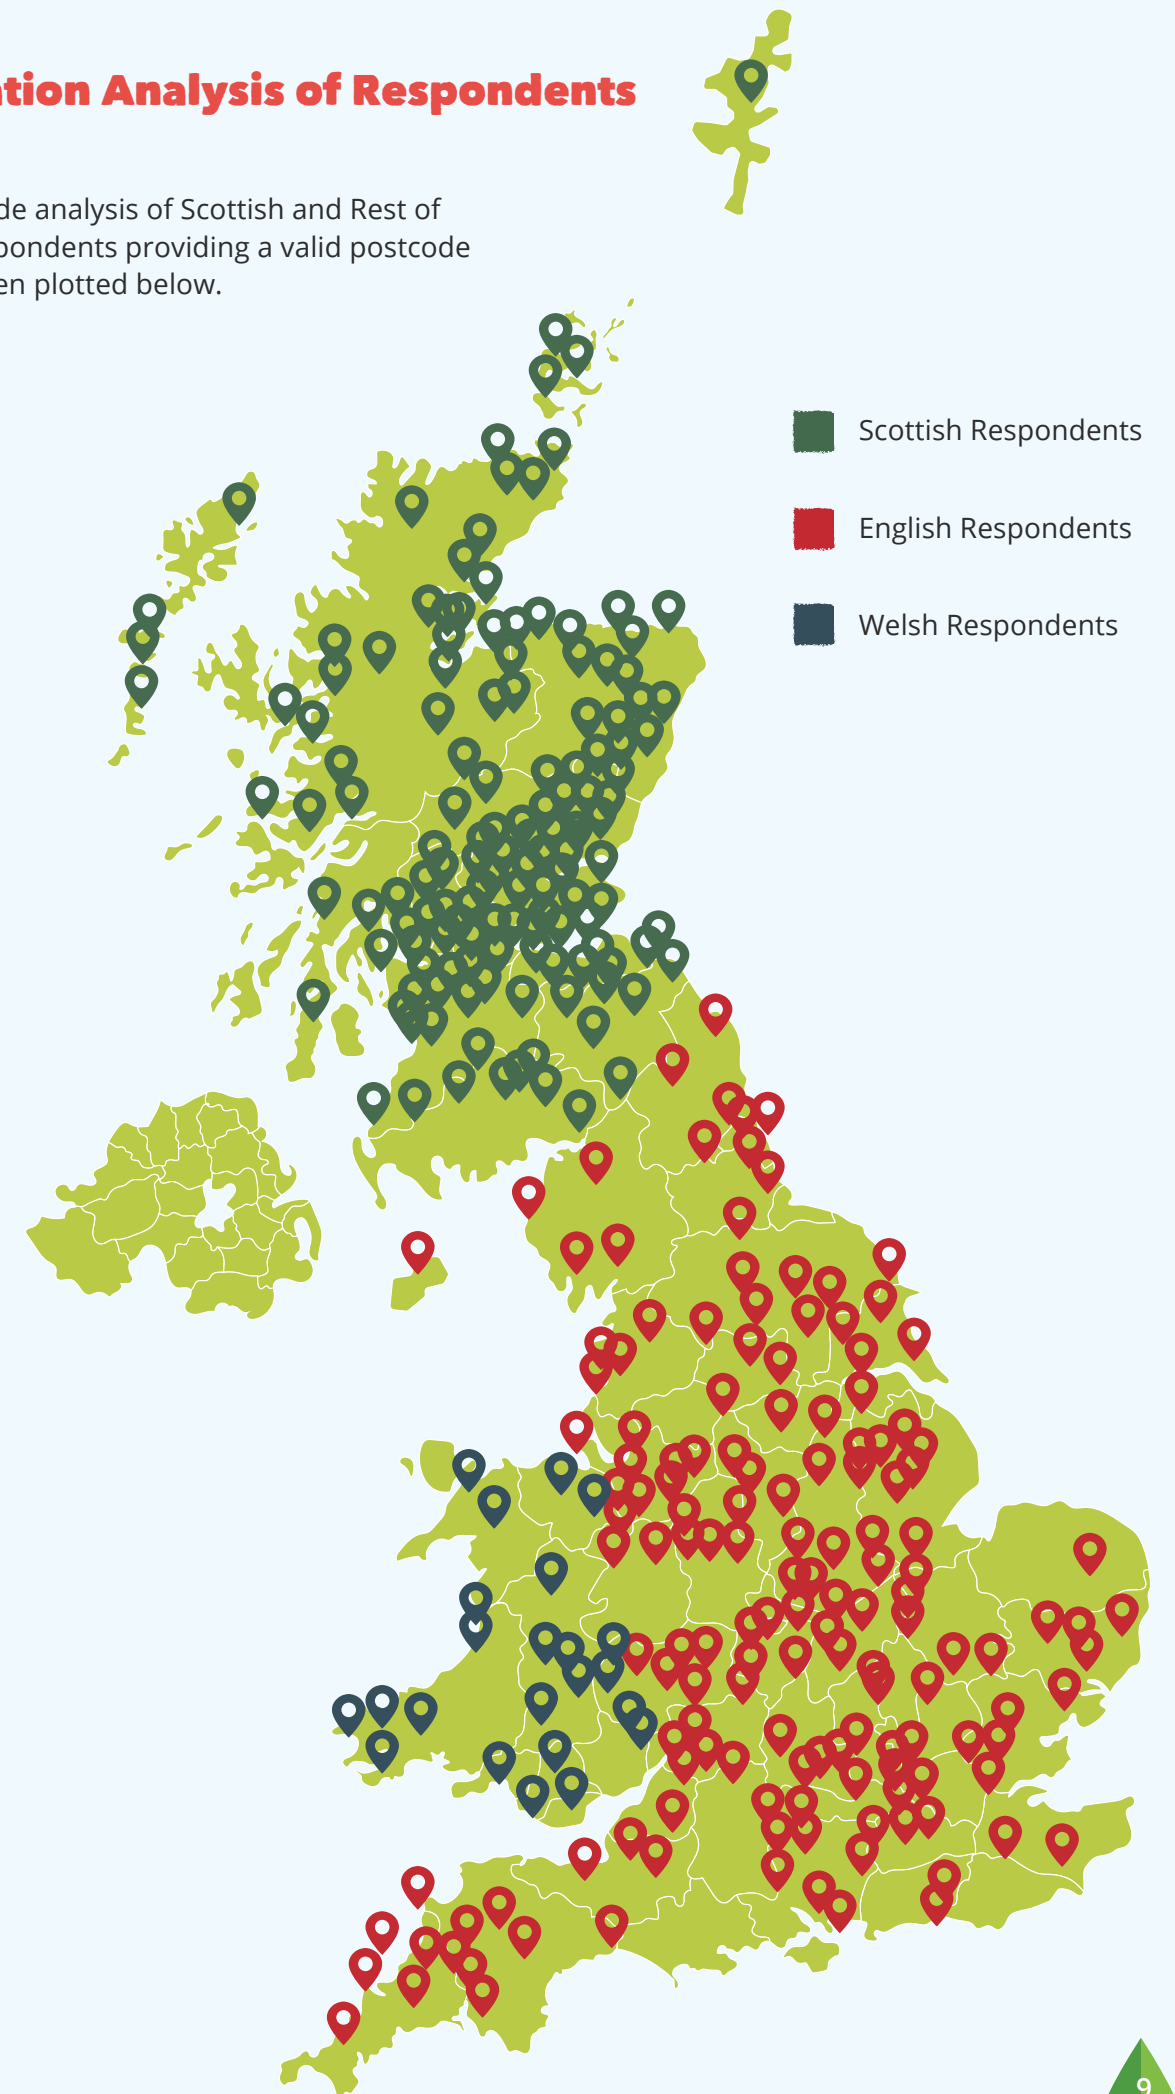 ation Analysis of Respondents
de analysis of Scottish and Rest of
pondents providing a valid postcode
en plotted below.
Scottish Respondents
English Respondents
Welsh Respondents
9